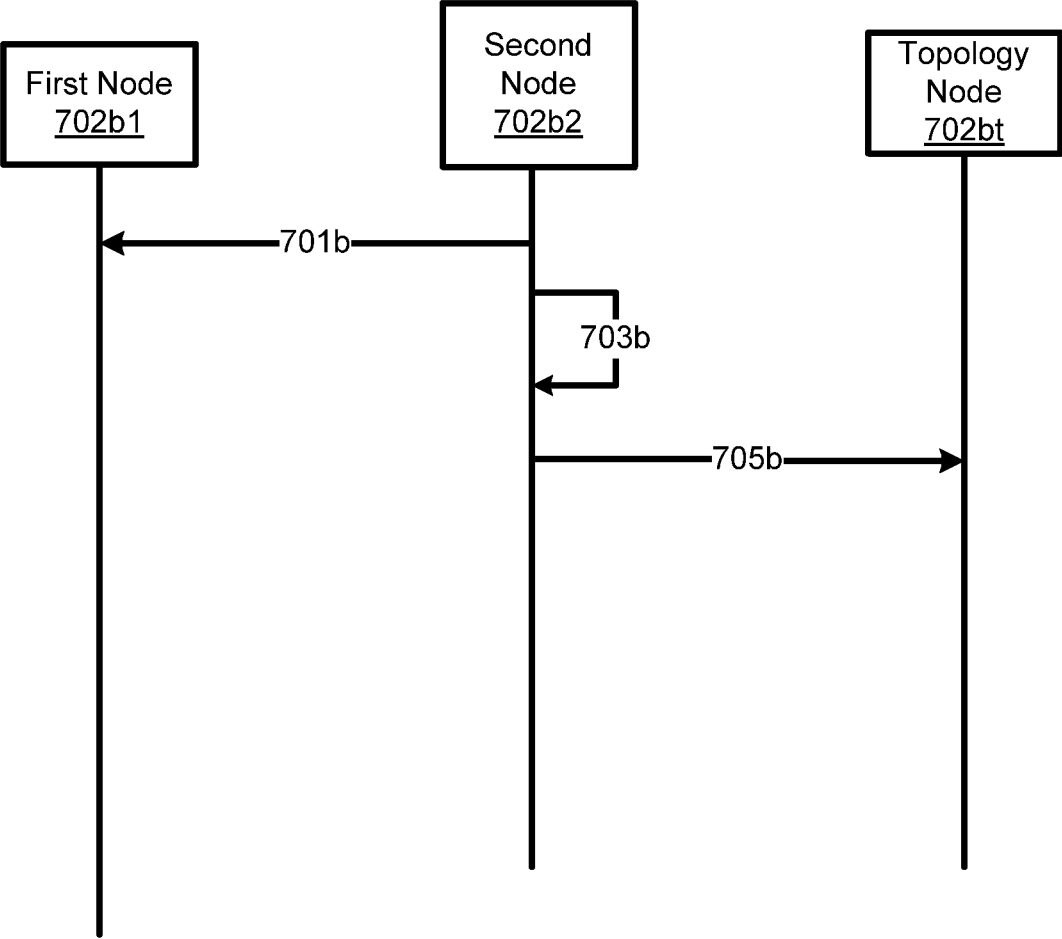 First Node
702b1
Second
Node
702b2
Topology
Node
702bt
701b
703b
705b